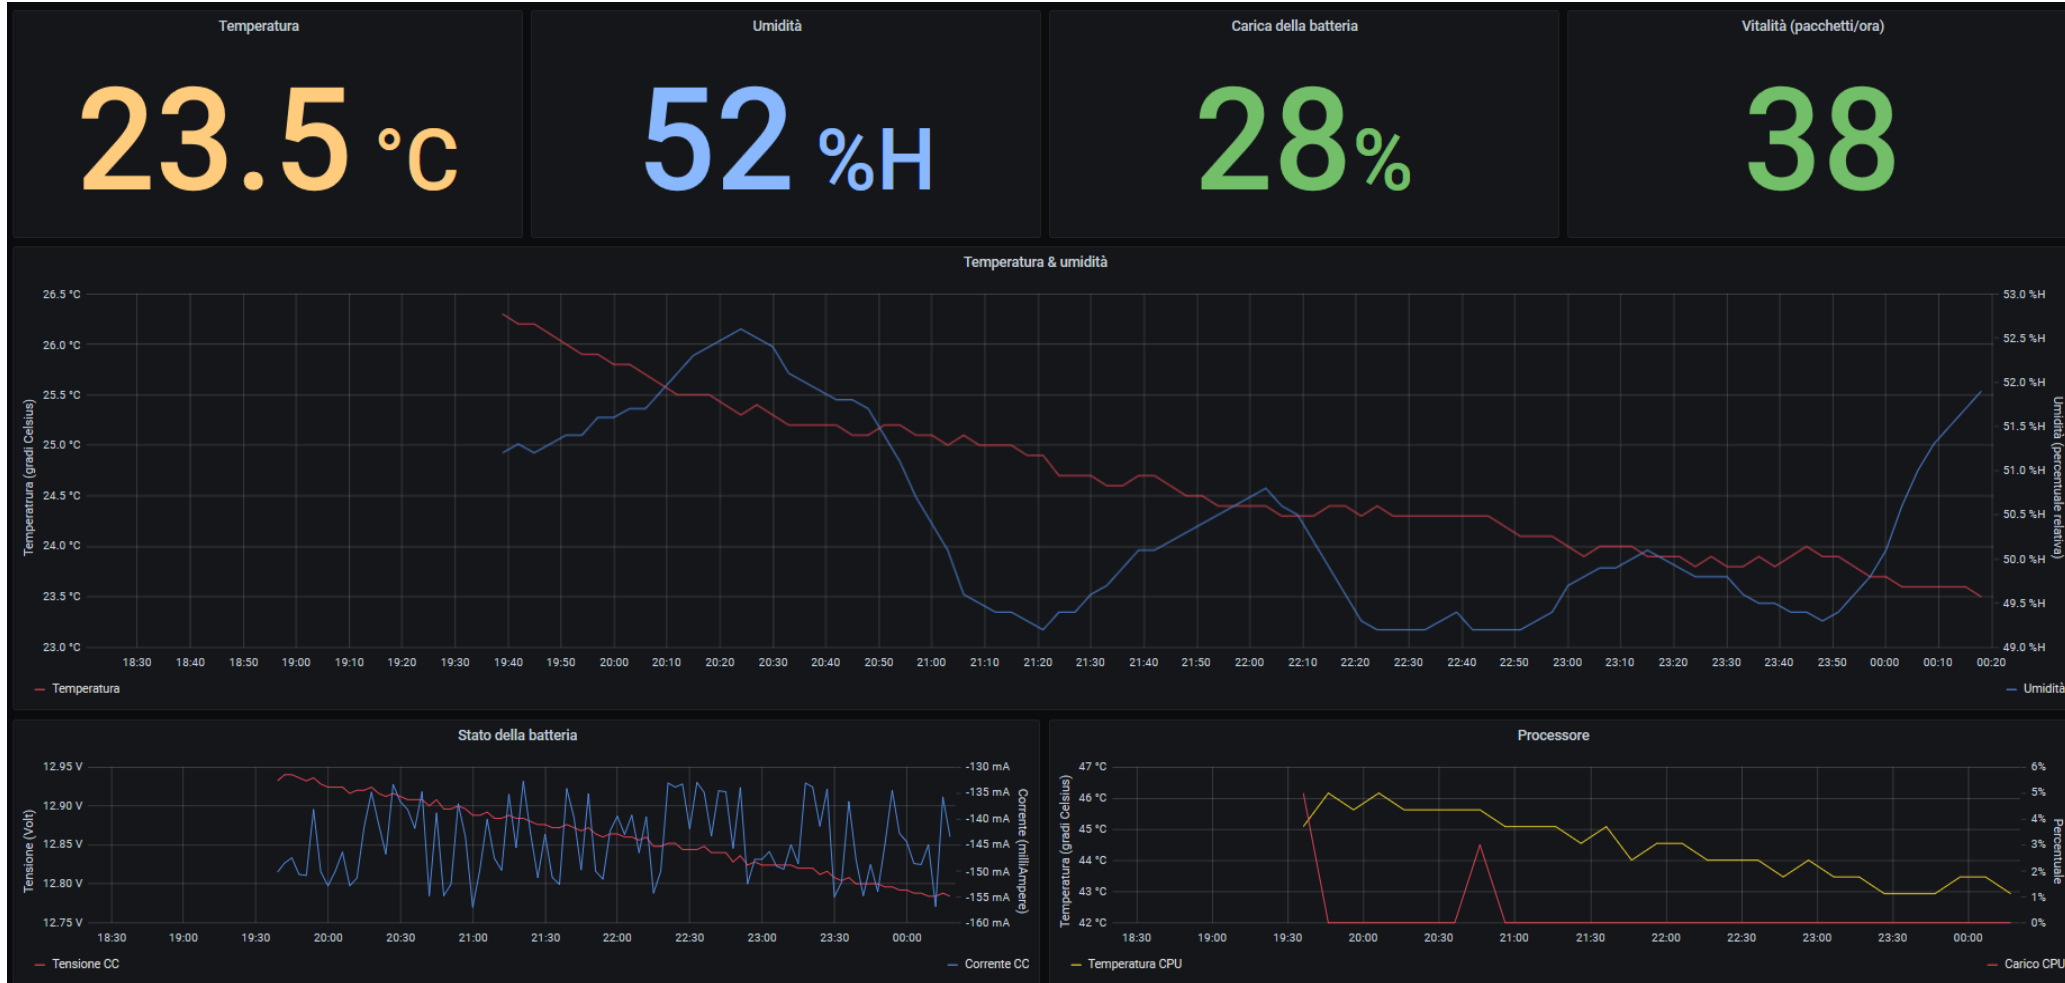 Temperatura
23.5 °C
Umidità
52 %H
Carica della batteria
28%
Vitalità (pacchetti/ora)
38
Temperatura & umidità
Temperatrura (gradi Celsius)
26.5 °C
26.0 °C
25.5 °C
25.0 °C
24.5 °C
24.0 °C
23.5 °C
23.0 °C
53.0 %H
52.5 %H
52.0 %H
51.5 %H
51.0 %H
50.5 %H
50.0 %H
49.5 %H
49.0 %H
Umidità (percentuale relativa)
18:30 18:40 18:50 19:00 19:10 19:20 19:30 19:40 19:50 20:00 20:10 20:20 20:30 20:40 20:50 21:00 21:10 21:20 21:30 21:40 21:50 22:00 22:10 22:20 22:30 22:40 22:50 23:00 23:10 23:20 23:30 23:40 23:50 00:00 00:10 00:20
Temperatura
Umidità
Stato della batteria
Tensione (Volt)
12.95 V
12.90 V
12.85 V
12.80 V
12.75 V
-130 mA
-135 mA
-140 mA
-145 mA
-150 mA
-155 mA
-160 mA
Corrente (milliAmpere)
18:30 19:00 19:30 20:00 20:30 21:00 21:30 22:00 22:30 23:00 23:30 00:00
Tensione CC
Corrente CC
Processore
Temperatura (gradi Celsius)
47 °C
46 °C
45 °C
44 °C
43 °C
42 °C
6%
5%
4%
3%
2%
1%
0%
Percentuale
18:30 19:00 19:30 20:00 20:30 21:00 21:30 22:00 22:30 23:00 23:30 00:00
Temperatura CPU
Carico CPU